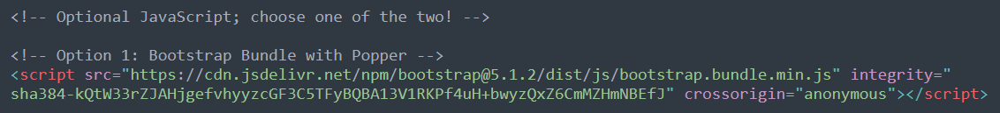 <!-- Optional JavaScript; choose one of the two! -->
<!-- Option 1: Bootstrap Bundle with Popper -->
<script src="https://cdn.jsdelivr.net/npm/bootstrap@5.1.2/dist/js/bootstrap.bundle.min.js" integrity="
sha384-kQtW33rZJAHjgefvhyyzcGF3C5TFyBQBA13V1RKPf4uH+bwyzQxZ6CmMZHmNBEfJ" crossorigin="anonymous"></script>